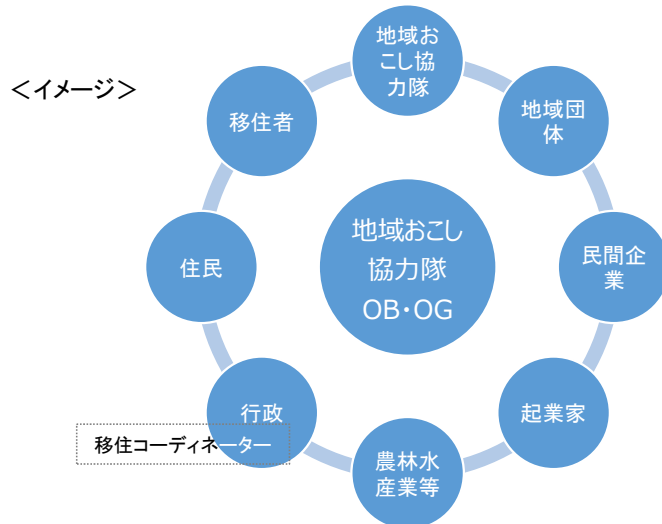 ＜イメージ＞
地域お
こし協
力隊
地域団
体
民間企
業
起業家
農林水
産業等
行政
移住コーディネーター
住民
移住者
地域おこし
協力隊
OB・OG